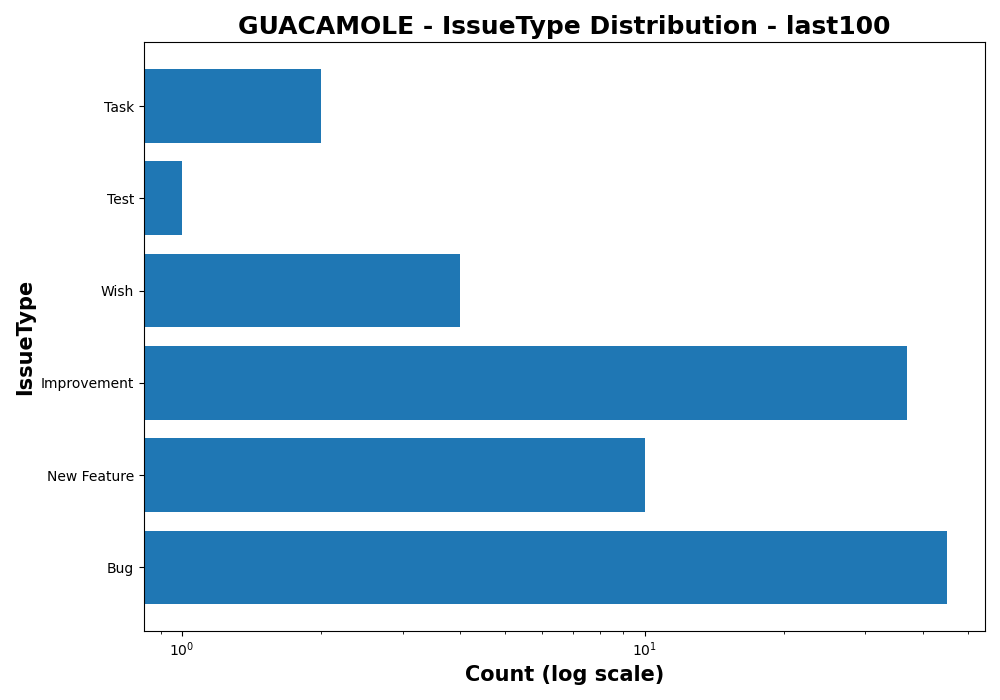 GUACAMOLE - IssueType Distribution - last100
Task
Test
Wish
Improvement
New Feature
Bug
IssueType
10⁰ 10¹
Count (log scale)